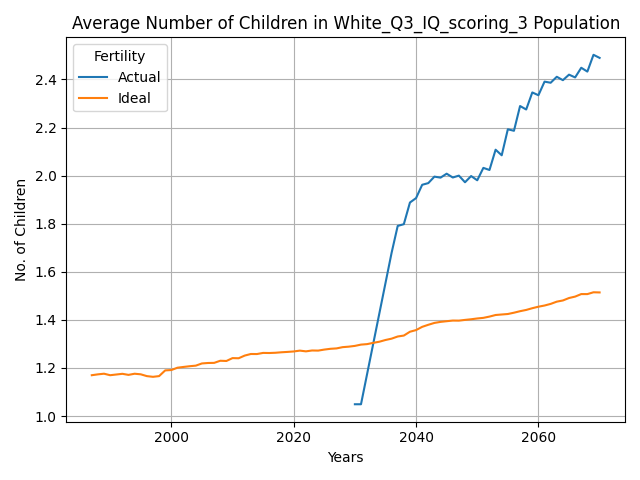 Average Number of Children in White_Q3_IQ_scoring_3 Population
Fertility
Actual
Ideal
No. of Children
2.4
2.2
2.0
1.8
1.6
1.4
1.2
1.0
2000
2020
2040
2060
Years